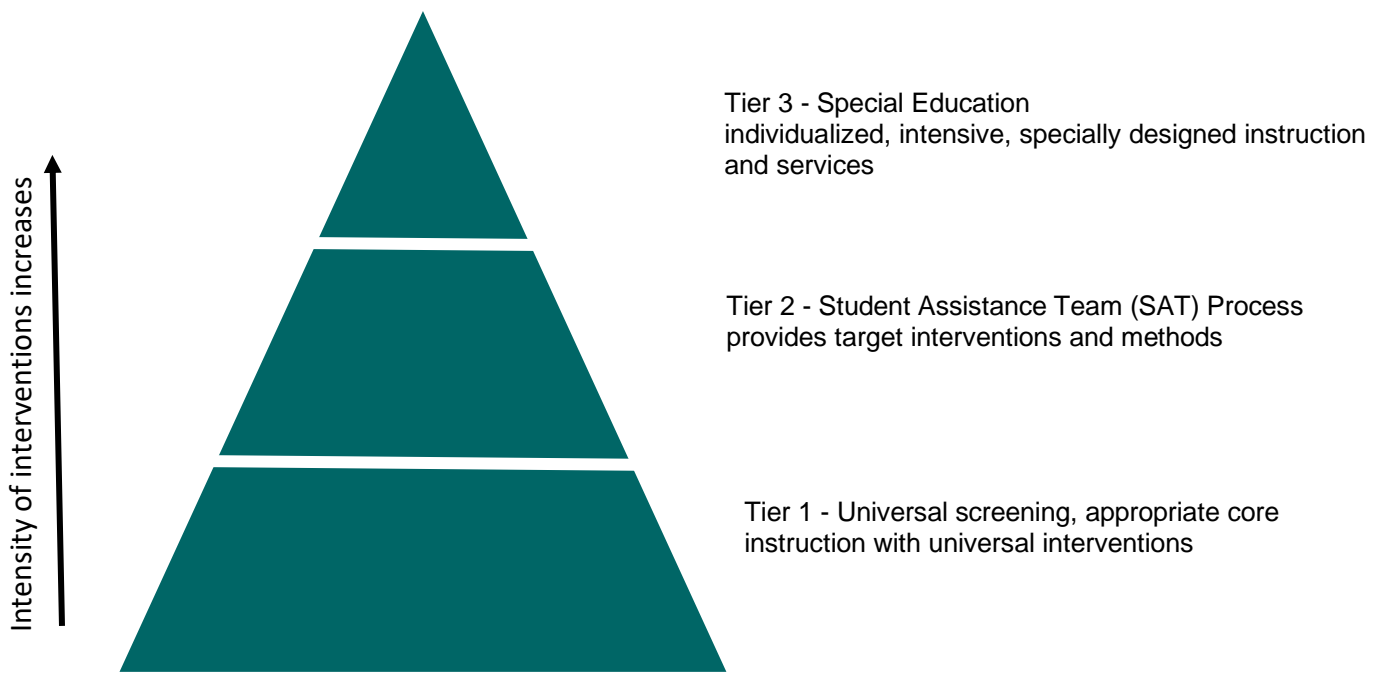 Tier 3 - Special Education
individualized, intensive, specially designed instruction
and services
Intensity of interventions increases
Tier 2 - Student Assistance Team (SAT) Process
provides target interventions and methods
Tier 1 - Universal screening, appropriate core
instruction with universal interventions